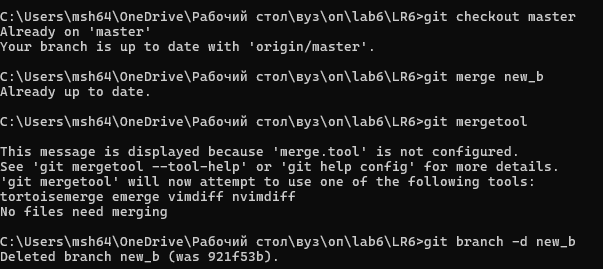 C:\Users\msh64\OneDrive\Рабочий стол\вуз\оп\lab6\LR6>git checkout master
Already on 'master'
Your branch is up to date with 'origin/master'.
C:\Users\msh64\OneDrive\Рабочий стол\вуз\оп\lab6\LR6>git merge new_b
Already up to date.
C:\Users\msh64\OneDrive\Рабочий стол\вуз\оп\lab6\LR6>git mergetool
This message is displayed because 'merge.tool' is not configured.
See 'git mergetool --tool-help' or 'git help config' for more details.
'git mergetool' will now attempt to use one of the following tools:
tortoisemerge emerge vimdiff nvimdiff
No files need merging
C:\Users\msh64\OneDrive\Рабочий стол\вуз\оп\lab6\LR6>git branch -d new_b
Deleted branch new_b (was 921f53b).